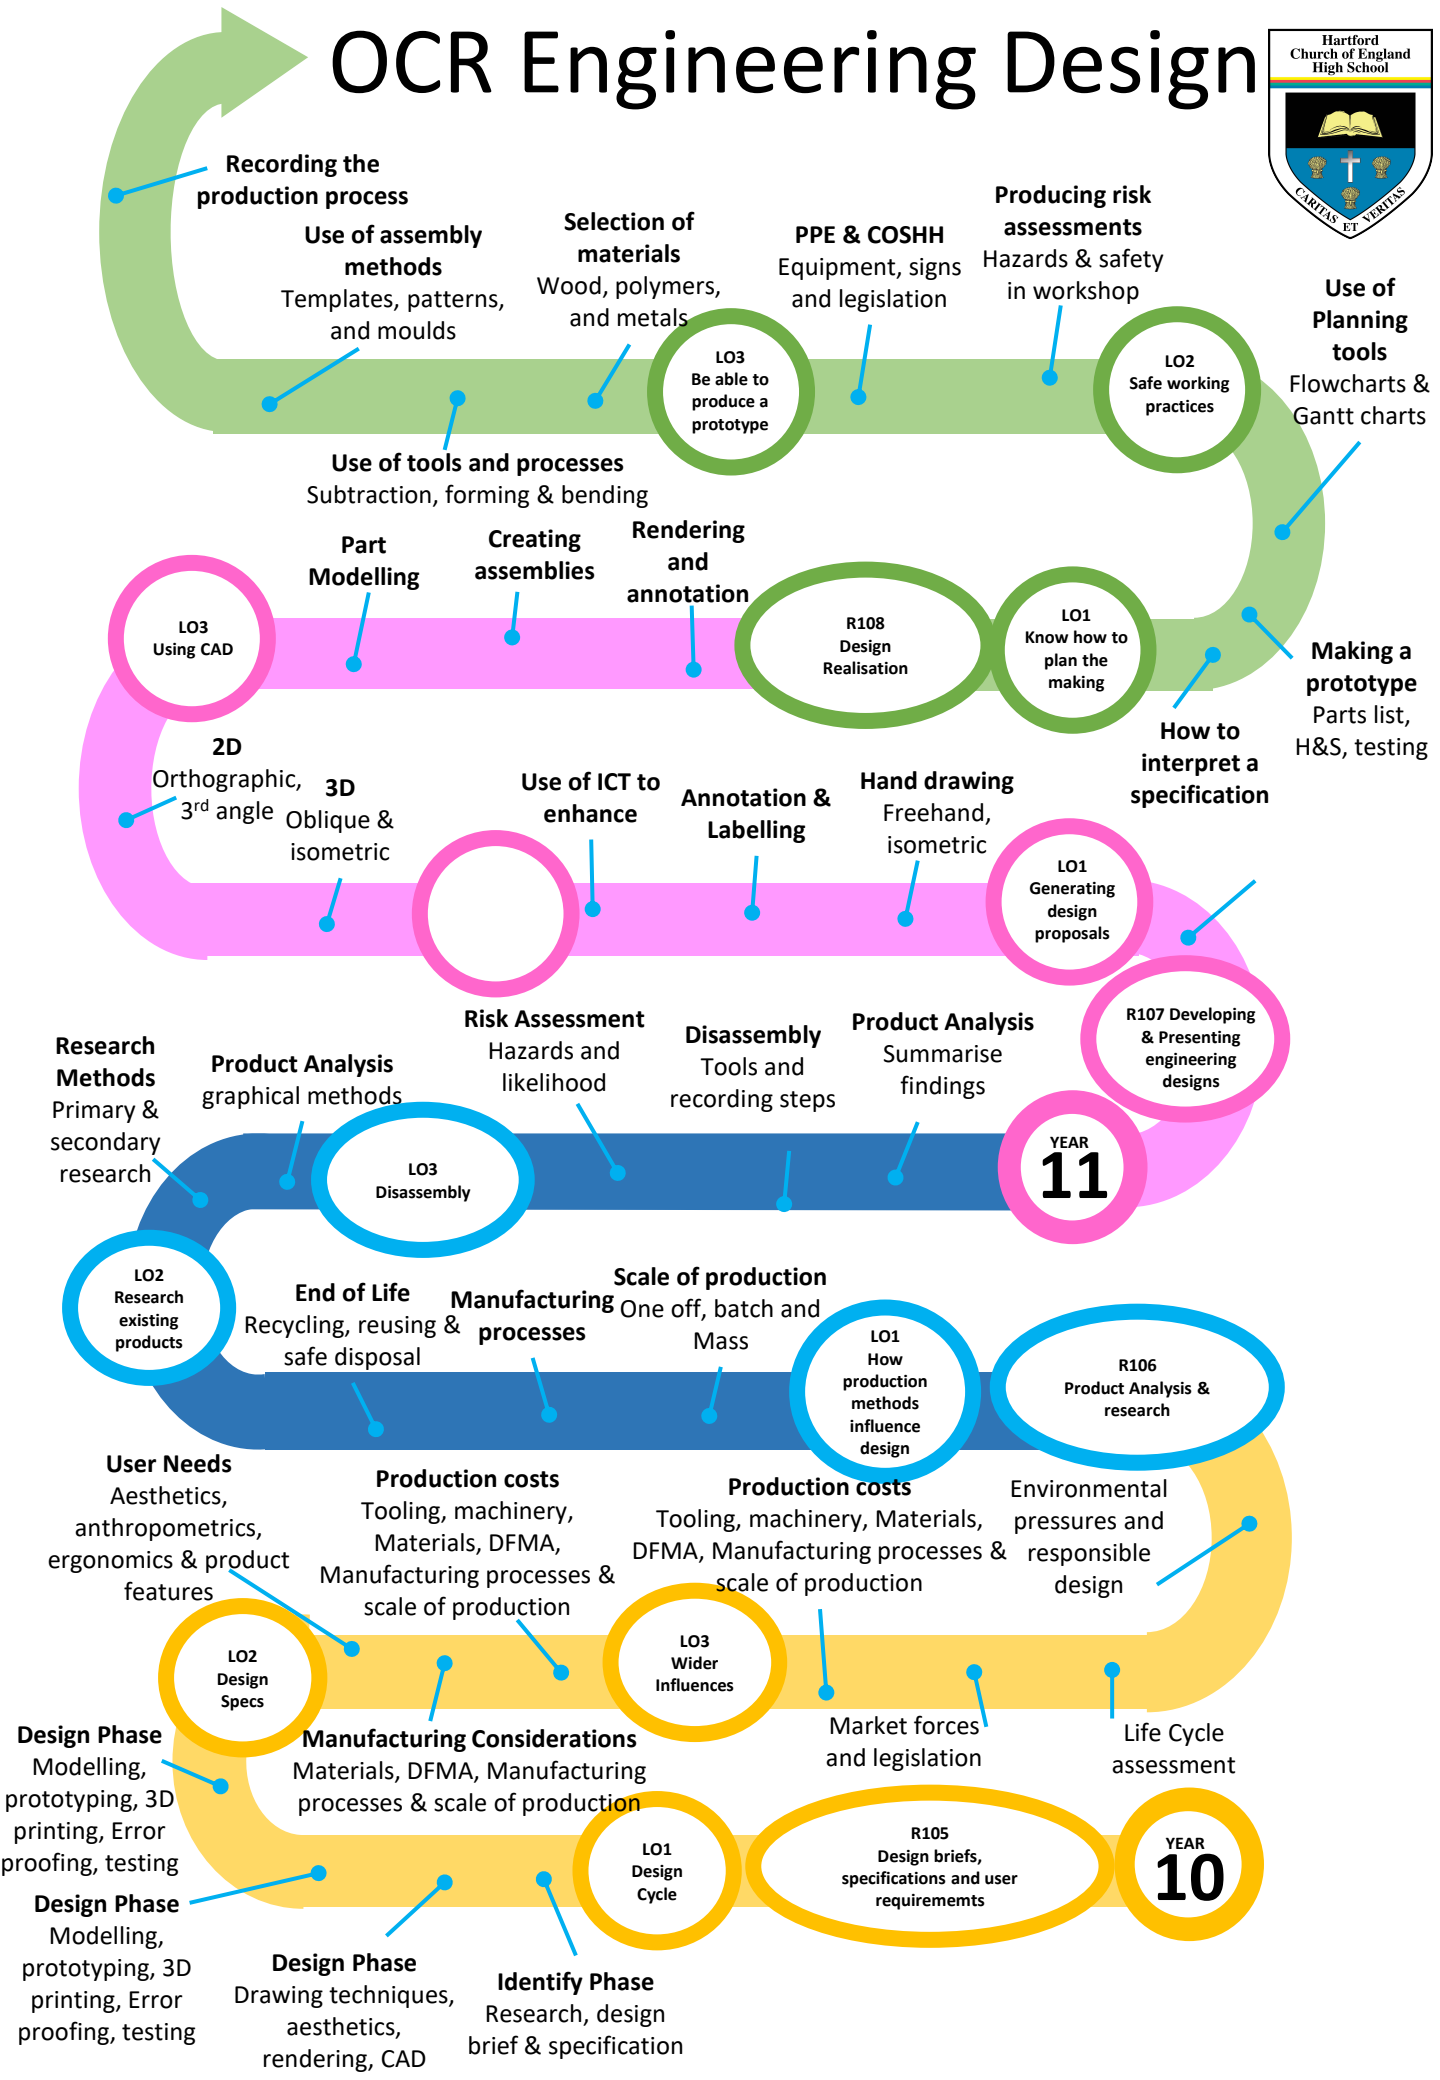 OCR Engineering Design
Hartford
Church of England
High School
CARITAS ET VERITAS
Recording the
production process
Use of assembly
methods
Templates, patterns,
and moulds
Selection of
materials
Wood, polymers,
and metals
PPE & COSHH
Equipment, signs
and legislation
Producing risk
assessments
Hazards & safety
in workshop
Use of
Planning
tools
Flowcharts &
Gantt charts
LO3
Be able to
produce a
prototype
LO2
Safe working
practices
Use of tools and processes
Subtraction, forming & bending
Part
Modelling
Creating
assemblies
Rendering
and
annotation
LO3
Using CAD
R108
Design
Realisation
LO1
Know how to
plan the
making
Making a
prototype
Parts list,
H&S, testing
How to
interpret a
specification
2D
Orthographic,
3rd angle
3D
Oblique &
isometric
Use of ICT to
enhance
Annotation &
Labelling
Hand drawing
Freehand,
isometric
LO1
Generating
design
proposals
R107 Developing
& Presenting
engineering
designs
Research
Methods
Primary &
secondary
research
Product Analysis
graphical methods
Risk Assessment
Hazards and
likelihood
Disassembly
Tools and
recording steps
Product Analysis
Summarise
findings
LO3
Disassembly
YEAR
11
LO2
Research
existing
products
End of Life
Recycling, reusing &
safe disposal
Manufacturing
processes
Scale of production
One off, batch and
Mass
LO1
How
production
methods
influence
design
R106
Product Analysis &
research
User Needs
Aesthetics,
anthropometrics,
ergonomics & product
features
Production costs
Tooling, machinery,
Materials, DFMA,
Manufacturing processes &
scale of production
Production costs
Tooling, machinery, Materials,
DFMA, Manufacturing processes &
scale of production
Environmental
pressures and
responsible
design
LO2
Design
Specs
LO3
Wider
Influences
Design Phase
Modelling,
prototyping, 3D
printing, Error
proofing, testing
Manufacturing Considerations
Materials, DFMA, Manufacturing
processes & scale of production
Market forces
and legislation
Life Cycle
assessment
LO1
Design
Cycle
R105
Design briefs,
specifications and user
requirememts
YEAR
10
Design Phase
Modelling,
prototyping, 3D
printing, Error
proofing, testing
Design Phase
Drawing techniques,
aesthetics,
rendering, CAD
Identify Phase
Research, design
brief & specification